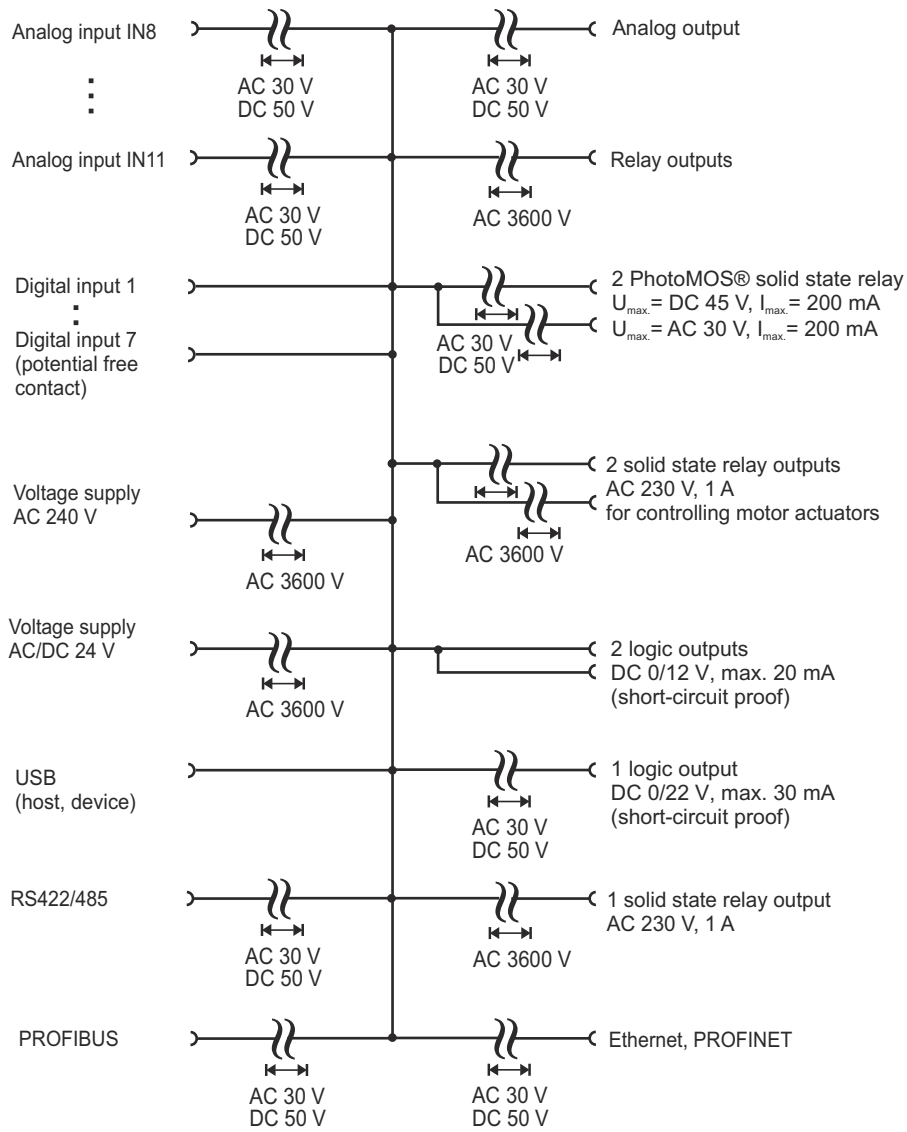 Analog input IN8
AC 30 V
DC 50 V
Analog output
AC 30 V
DC 50 V
Analog input IN11
AC 30 V
DC 50 V
Relay outputs
AC 3600 V
Digital input 1
Digital input 7
(potential free
contact)
2 PhotoMOS® solid state relay
Umax.= DC 45 V, Imax.= 200 mA
Umax.= AC 30 V, Imax.= 200 mA
AC 30 V
DC 50 V
Voltage supply
AC 240 V
AC 3600 V
2 solid state relay outputs
AC 230 V, 1 A
for controlling motor actuators
AC 3600 V
Voltage supply
AC/DC 24 V
AC 3600 V
2 logic outputs
DC 0/12 V, max. 20 mA
(short-circuit proof)
USB
(host, device)
1 logic output
DC 0/22 V, max. 30 mA
(short-circuit proof)
AC 30 V
DC 50 V
RS422/485
AC 30 V
DC 50 V
1 solid state relay output
AC 230 V, 1 A
AC 3600 V
PROFIBUS
AC 30 V
DC 50 V
Ethernet, PROFINET
AC 30 V
DC 50 V